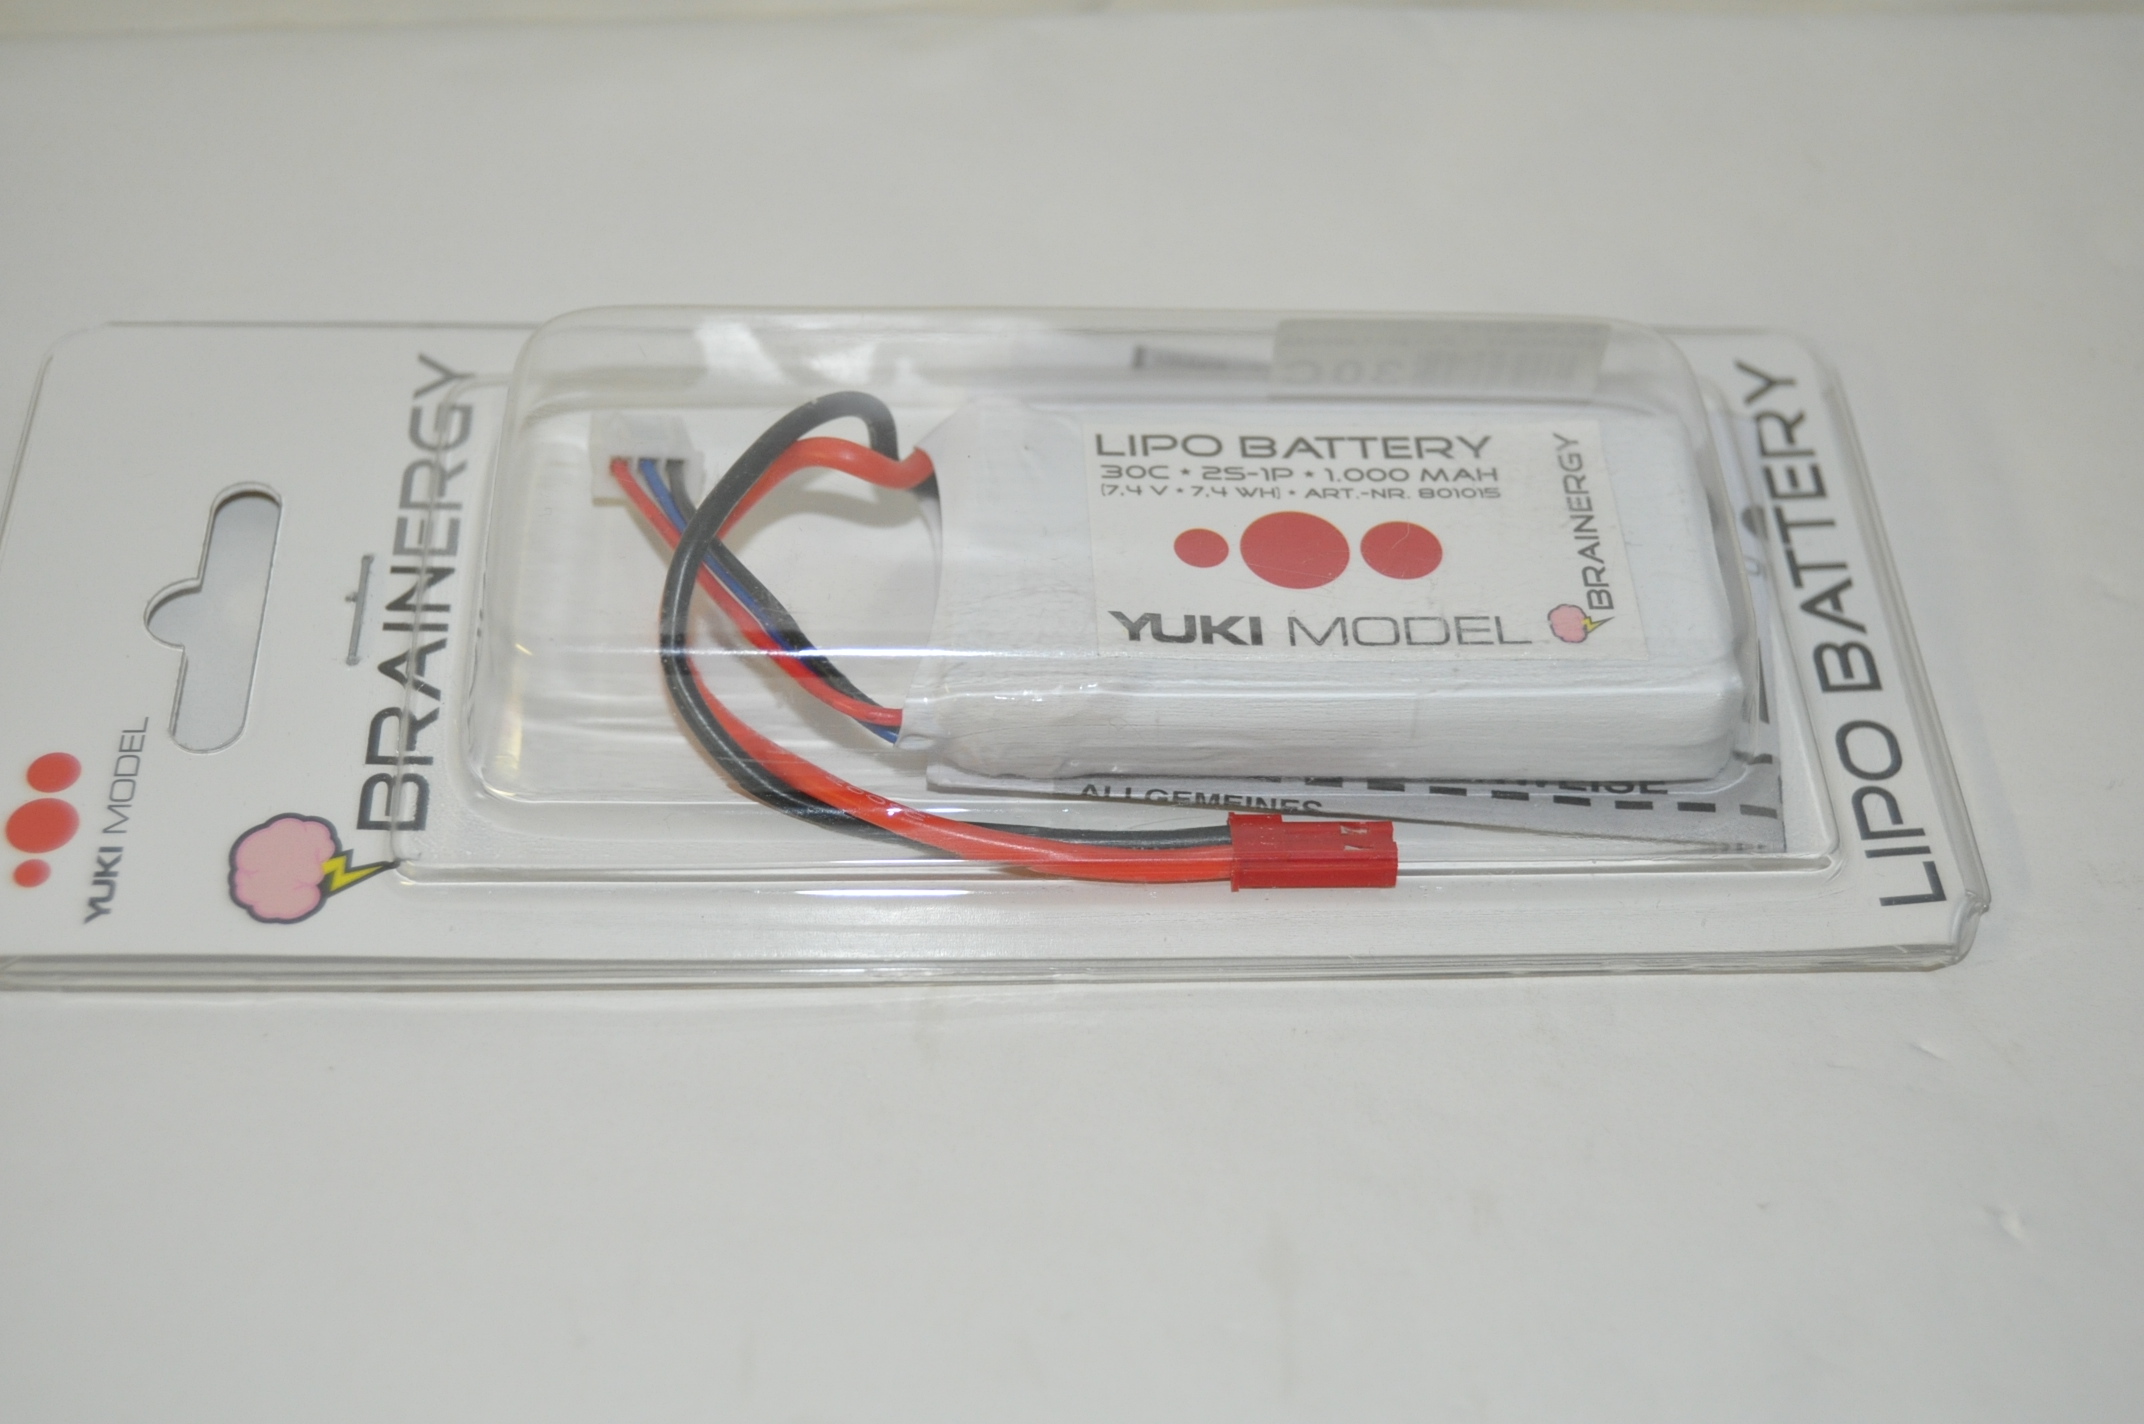 YUKI MODEL
BRAINERGY
30C
LIPO BATTERY
30C * 2S-1P * 1.000 MAH
(7.4 V * 7.4 WH) * ART.-NR. 801015
YUKI MODEL
BRAINERGY
ALLGEMEINES
LIPO BATTERY